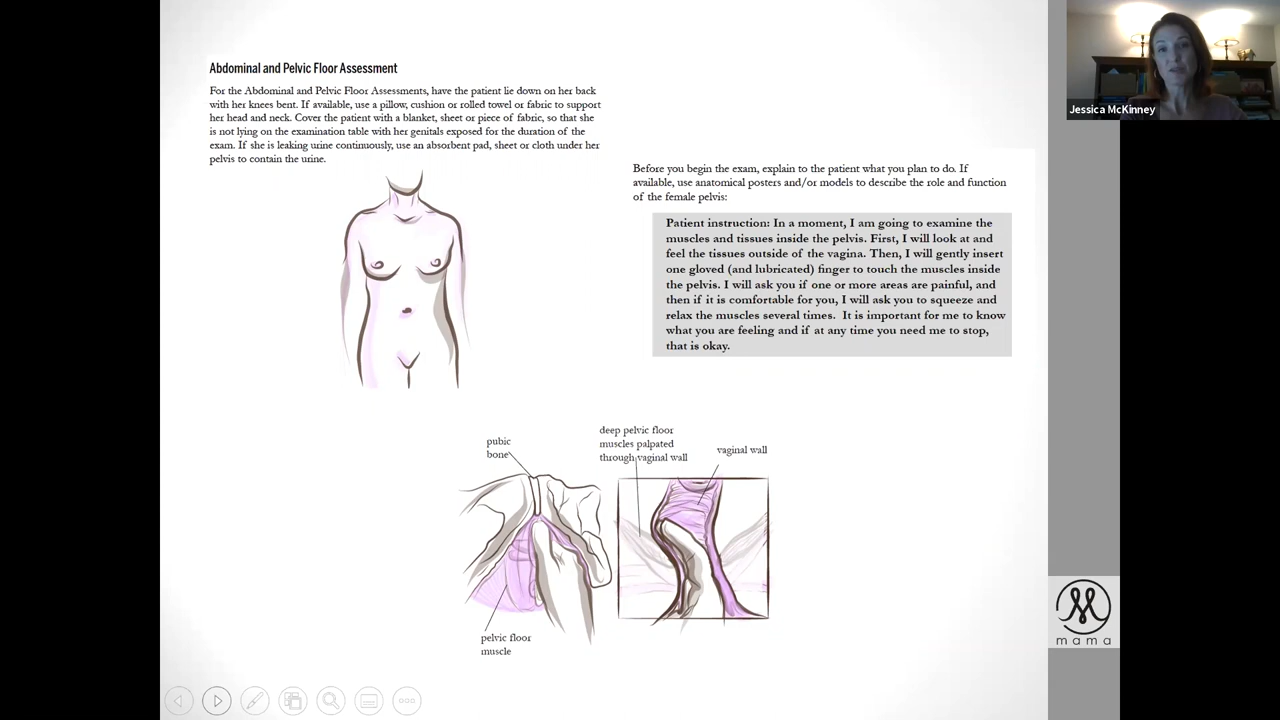 Abdominal and Pelvic Floor Assessment
For the Abdominal and Pelvic Floor Assessments, have the patient lie down on her back
with her knees bent. If available, use a pillow, cushion or rolled towel or fabric to support
her head and neck. Cover the patient with a blanket, sheet or piece of fabric, so that she
is not lying on the examination table with her genitals exposed for the duration of the
exam. If she is leaking urine continuously, use an absorbent pad, sheet or cloth under her
pelvis to contain the urine.
Before you begin the exam, explain to the patient what you plan to do. If
available, use anatomical posters and/or models to describe the role and function
of the female pelvis:
Patient instruction: In a moment, I am going to examine the
muscles and tissues inside the pelvis. First, I will look at and
feel the tissues outside of the vagina. Then, I will gently insert
one gloved (and lubricated) finger to touch the muscles inside
the pelvis. I will ask you if one or more areas are painful, and
then if it is comfortable for you, I will ask you to squeeze and
relax the muscles several times.  It is important for me to know
what you are feeling and if at any time you need me to stop,
that is okay.
pubic
bone
deep pelvic floor
muscles palpated
through vaginal wall
vaginal wall
pelvic floor
muscle
Jessica McKinney
mama